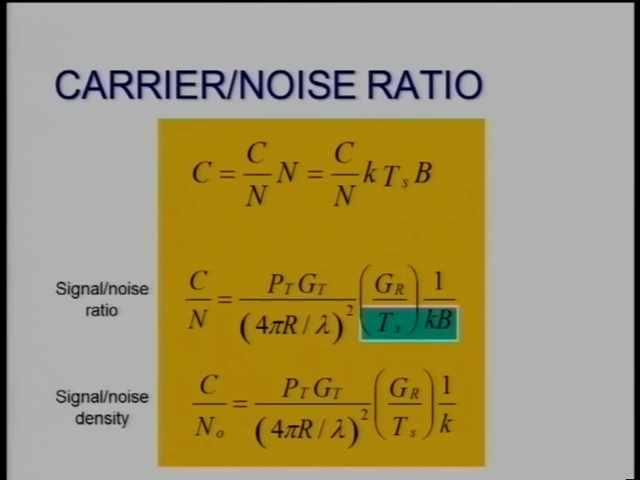 CARRIER/NOISE RATIO
C = C/N N = C/N k T_s B
Signal/noise ratio
C/N = P_T G_T / (4πR / λ)^2 (G_R / T_s) 1/kB
Signal/noise density
C/N_o = P_T G_T / (4πR / λ)^2 (G_R / T_s) 1/k